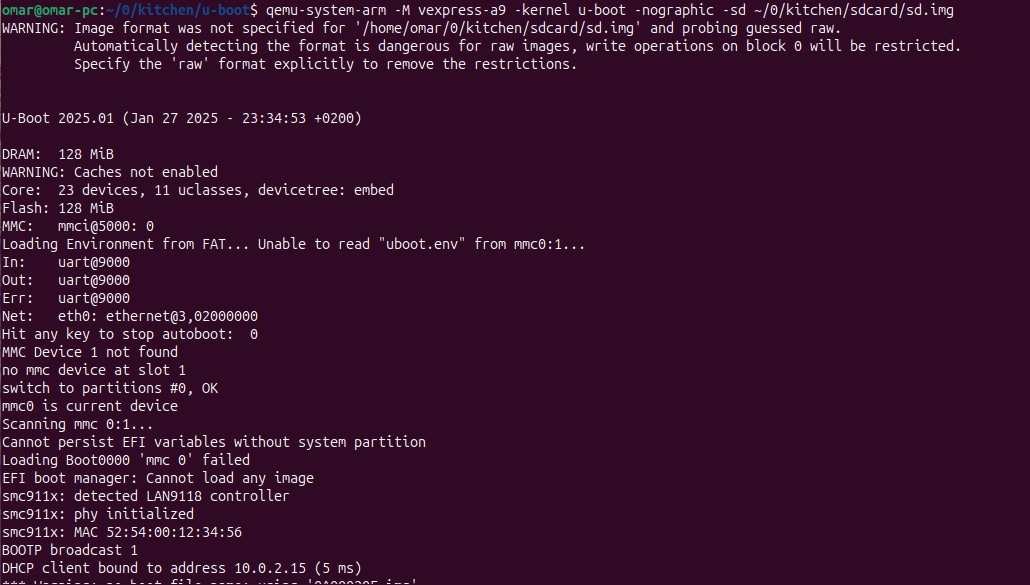 omar@omar-pc:~/0/kitchen/u-boot$ qemu-system-arm -M vexpress-a9 -kernel u-boot -nographic -sd ~/0/kitchen/sdcard/sd.img
WARNING: Image format was not specified for '/home/omar/0/kitchen/sdcard/sd.img' and probing guessed raw.
         Automatically detecting the format is dangerous for raw images, write operations on block 0 will be restricted.
         Specify the 'raw' format explicitly to remove the restrictions.
U-Boot 2025.01 (Jan 27 2025 - 23:34:53 +0200)
DRAM:  128 MiB
WARNING: Caches not enabled
Core:  23 devices, 11 uclasses, devicetree: embed
Flash: 128 MiB
MMC:   mmci@5000: 0
Loading Environment from FAT... Unable to read "uboot.env" from mmc0:1...
In:    uart@9000
Out:   uart@9000
Err:   uart@9000
Net:   eth0: ethernet@3,02000000
Hit any key to stop autoboot:  0
MMC Device 1 not found
no mmc device at slot 1
switch to partitions #0, OK
mmc0 is current device
Scanning mmc 0:1...
Cannot persist EFI variables without system partition
Loading Boot0000 'mmc 0' failed
EFI boot manager: Cannot load any image
smc911x: detected LAN9118 controller
smc911x: phy initialized
smc911x: MAC 52:54:00:12:34:56
BOOTP broadcast 1
DHCP client bound to address 10.0.2.15 (5 ms)
*** Warning: no boot file name; using